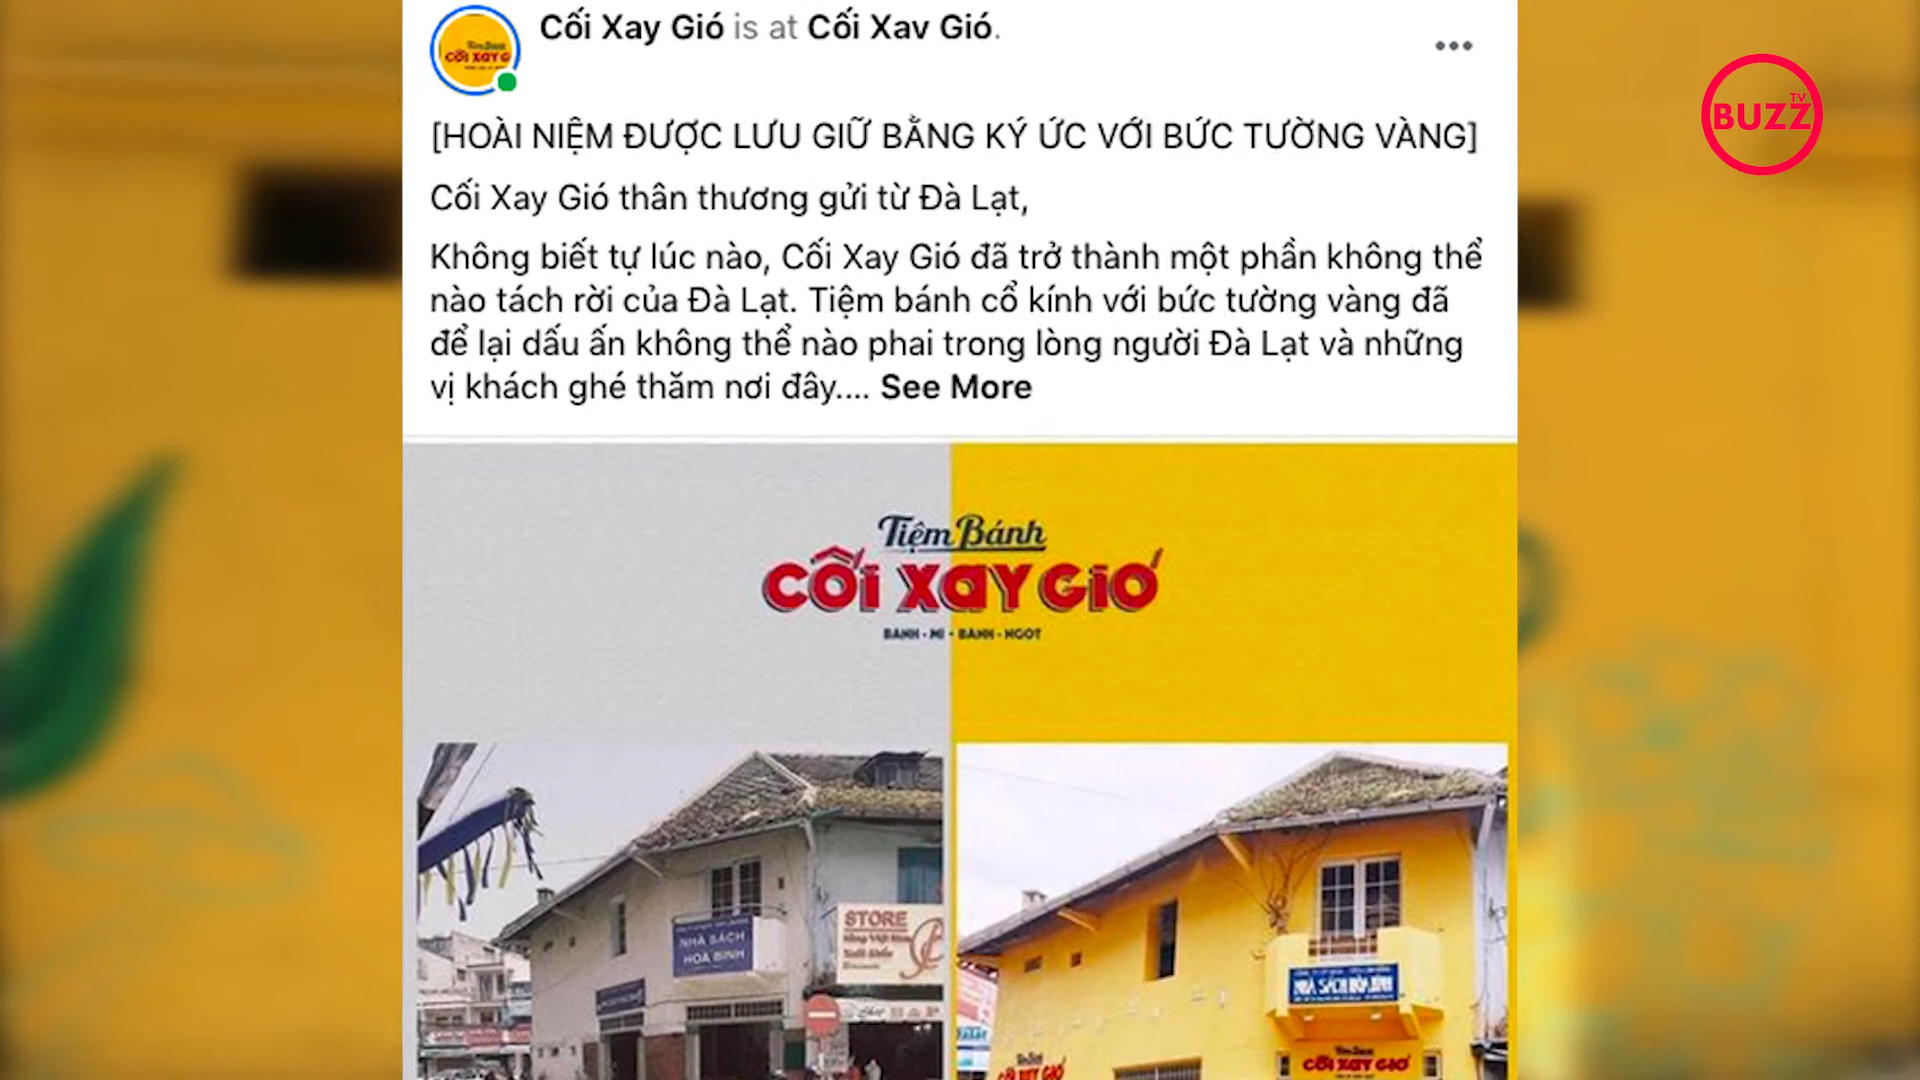 Cối Xay Gió is at Cối Xav Gió.
[HOÀI NIỆM ĐƯỢC LƯU GIỮ BẰNG KÝ ỨC VỚI BỨC TƯỜNG VÀNG]
Cối Xay Gió thân thương gửi từ Đà Lạt,
Không biết tự lúc nào, Cối Xay Gió đã trở thành một phần không thể
nào tách rời của Đà Lạt. Tiệm bánh cổ kính với bức tường vàng đã
để lại dấu ấn không thể nào phai trong lòng người Đà Lạt và những
vị khách ghé thăm nơi đây.... See More
BUZZ TV
Tiệm Bánh
CỐI XAY GIÓ
BÁNH - MÌ - BÁNH - NGỌT
NHÀ SÁCH
HOÀ BÌNH
STORE
NHÀ SÁCH HÒA BÌNH
CỐI XAY GIÓ
CỐI XAY GIÓ